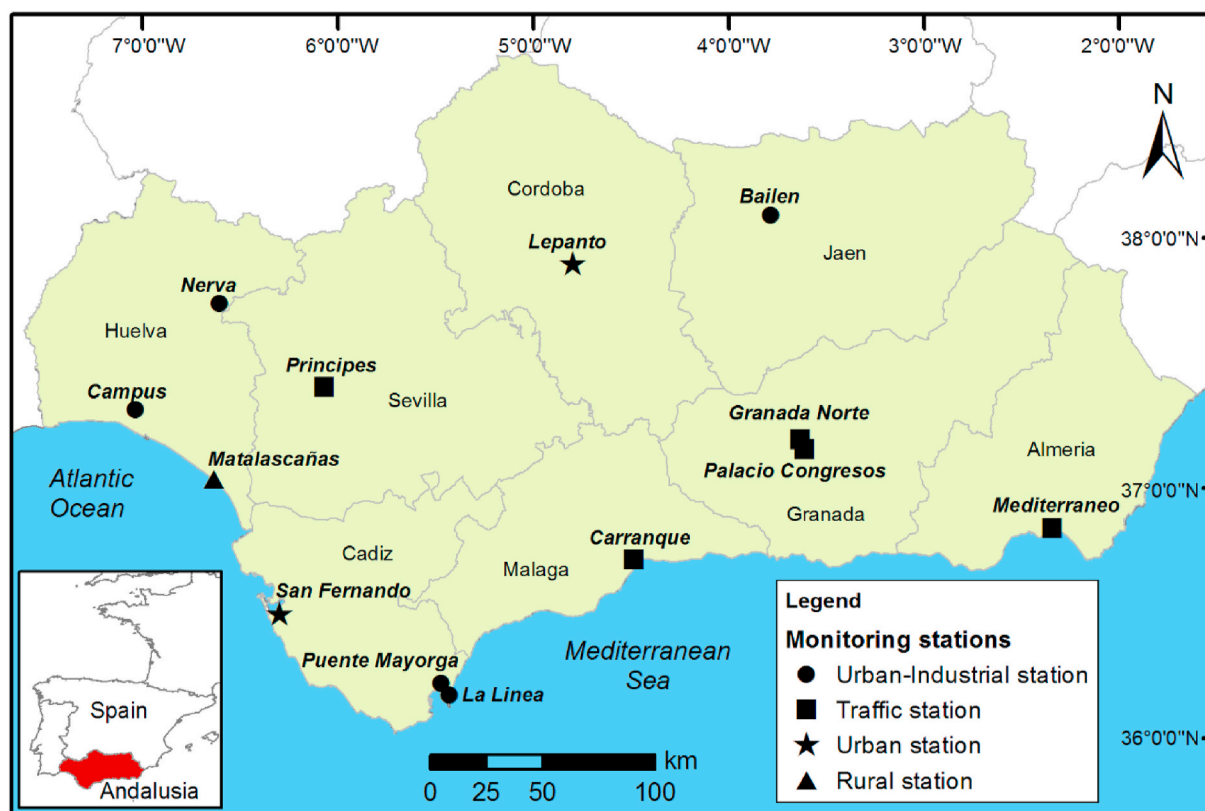 7°0'0"W 6°0'0"W 5°0'0"W 4°0'0"W 3°0'0"W 2°0'0"W
N
Cordoba
Bailen
Lepanto
38°0'0"N
Jaen
Nerva
Huelva
Principes
Campus
Sevilla
Granada Norte
Almeria
Matalascañas
Palacio Congresos
Atlantic
Ocean
37°0'0"N
Mediterraneo
Granada
Carranque
Cadiz
Malaga
San Fernando
Legend
Monitoring stations
Mediterranean
Sea
Puente Mayorga
La Linea
Urban-Industrial station
Traffic station
Urban station
Rural station
36°0'0"N
Spain
Andalusia
km
0 25 50 100